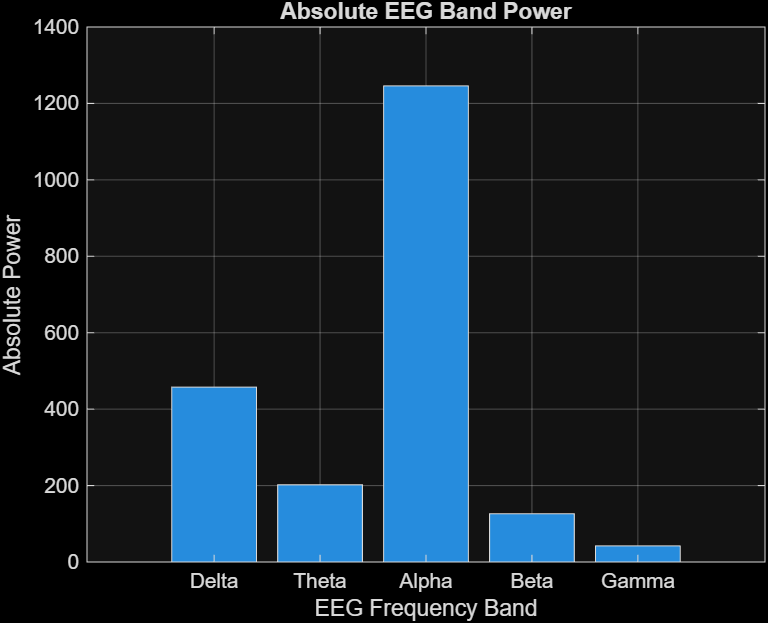 Absolute EEG Band Power
1400
1200
1000
800
600
400
200
0
Absolute Power
Delta Theta Alpha Beta Gamma
EEG Frequency Band